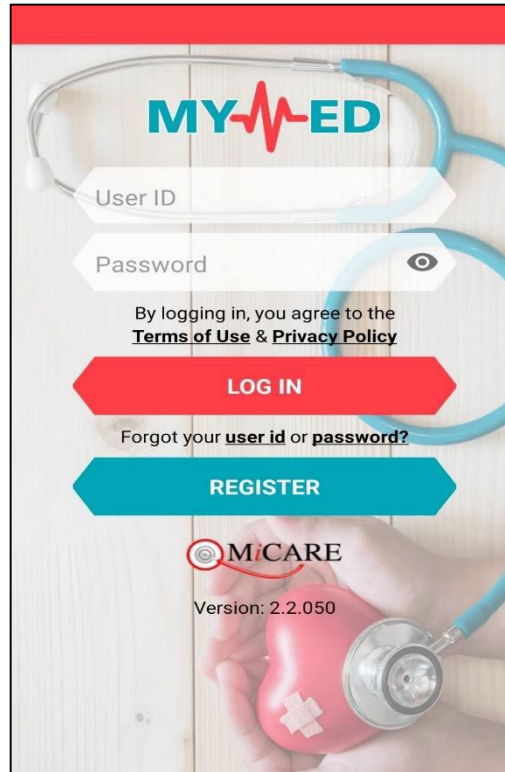 MYMED
User ID
Password
By logging in, you agree to the
Terms of Use & Privacy Policy
LOG IN
Forgot your user id or password?
REGISTER
MiCARE
Version: 2.2.050